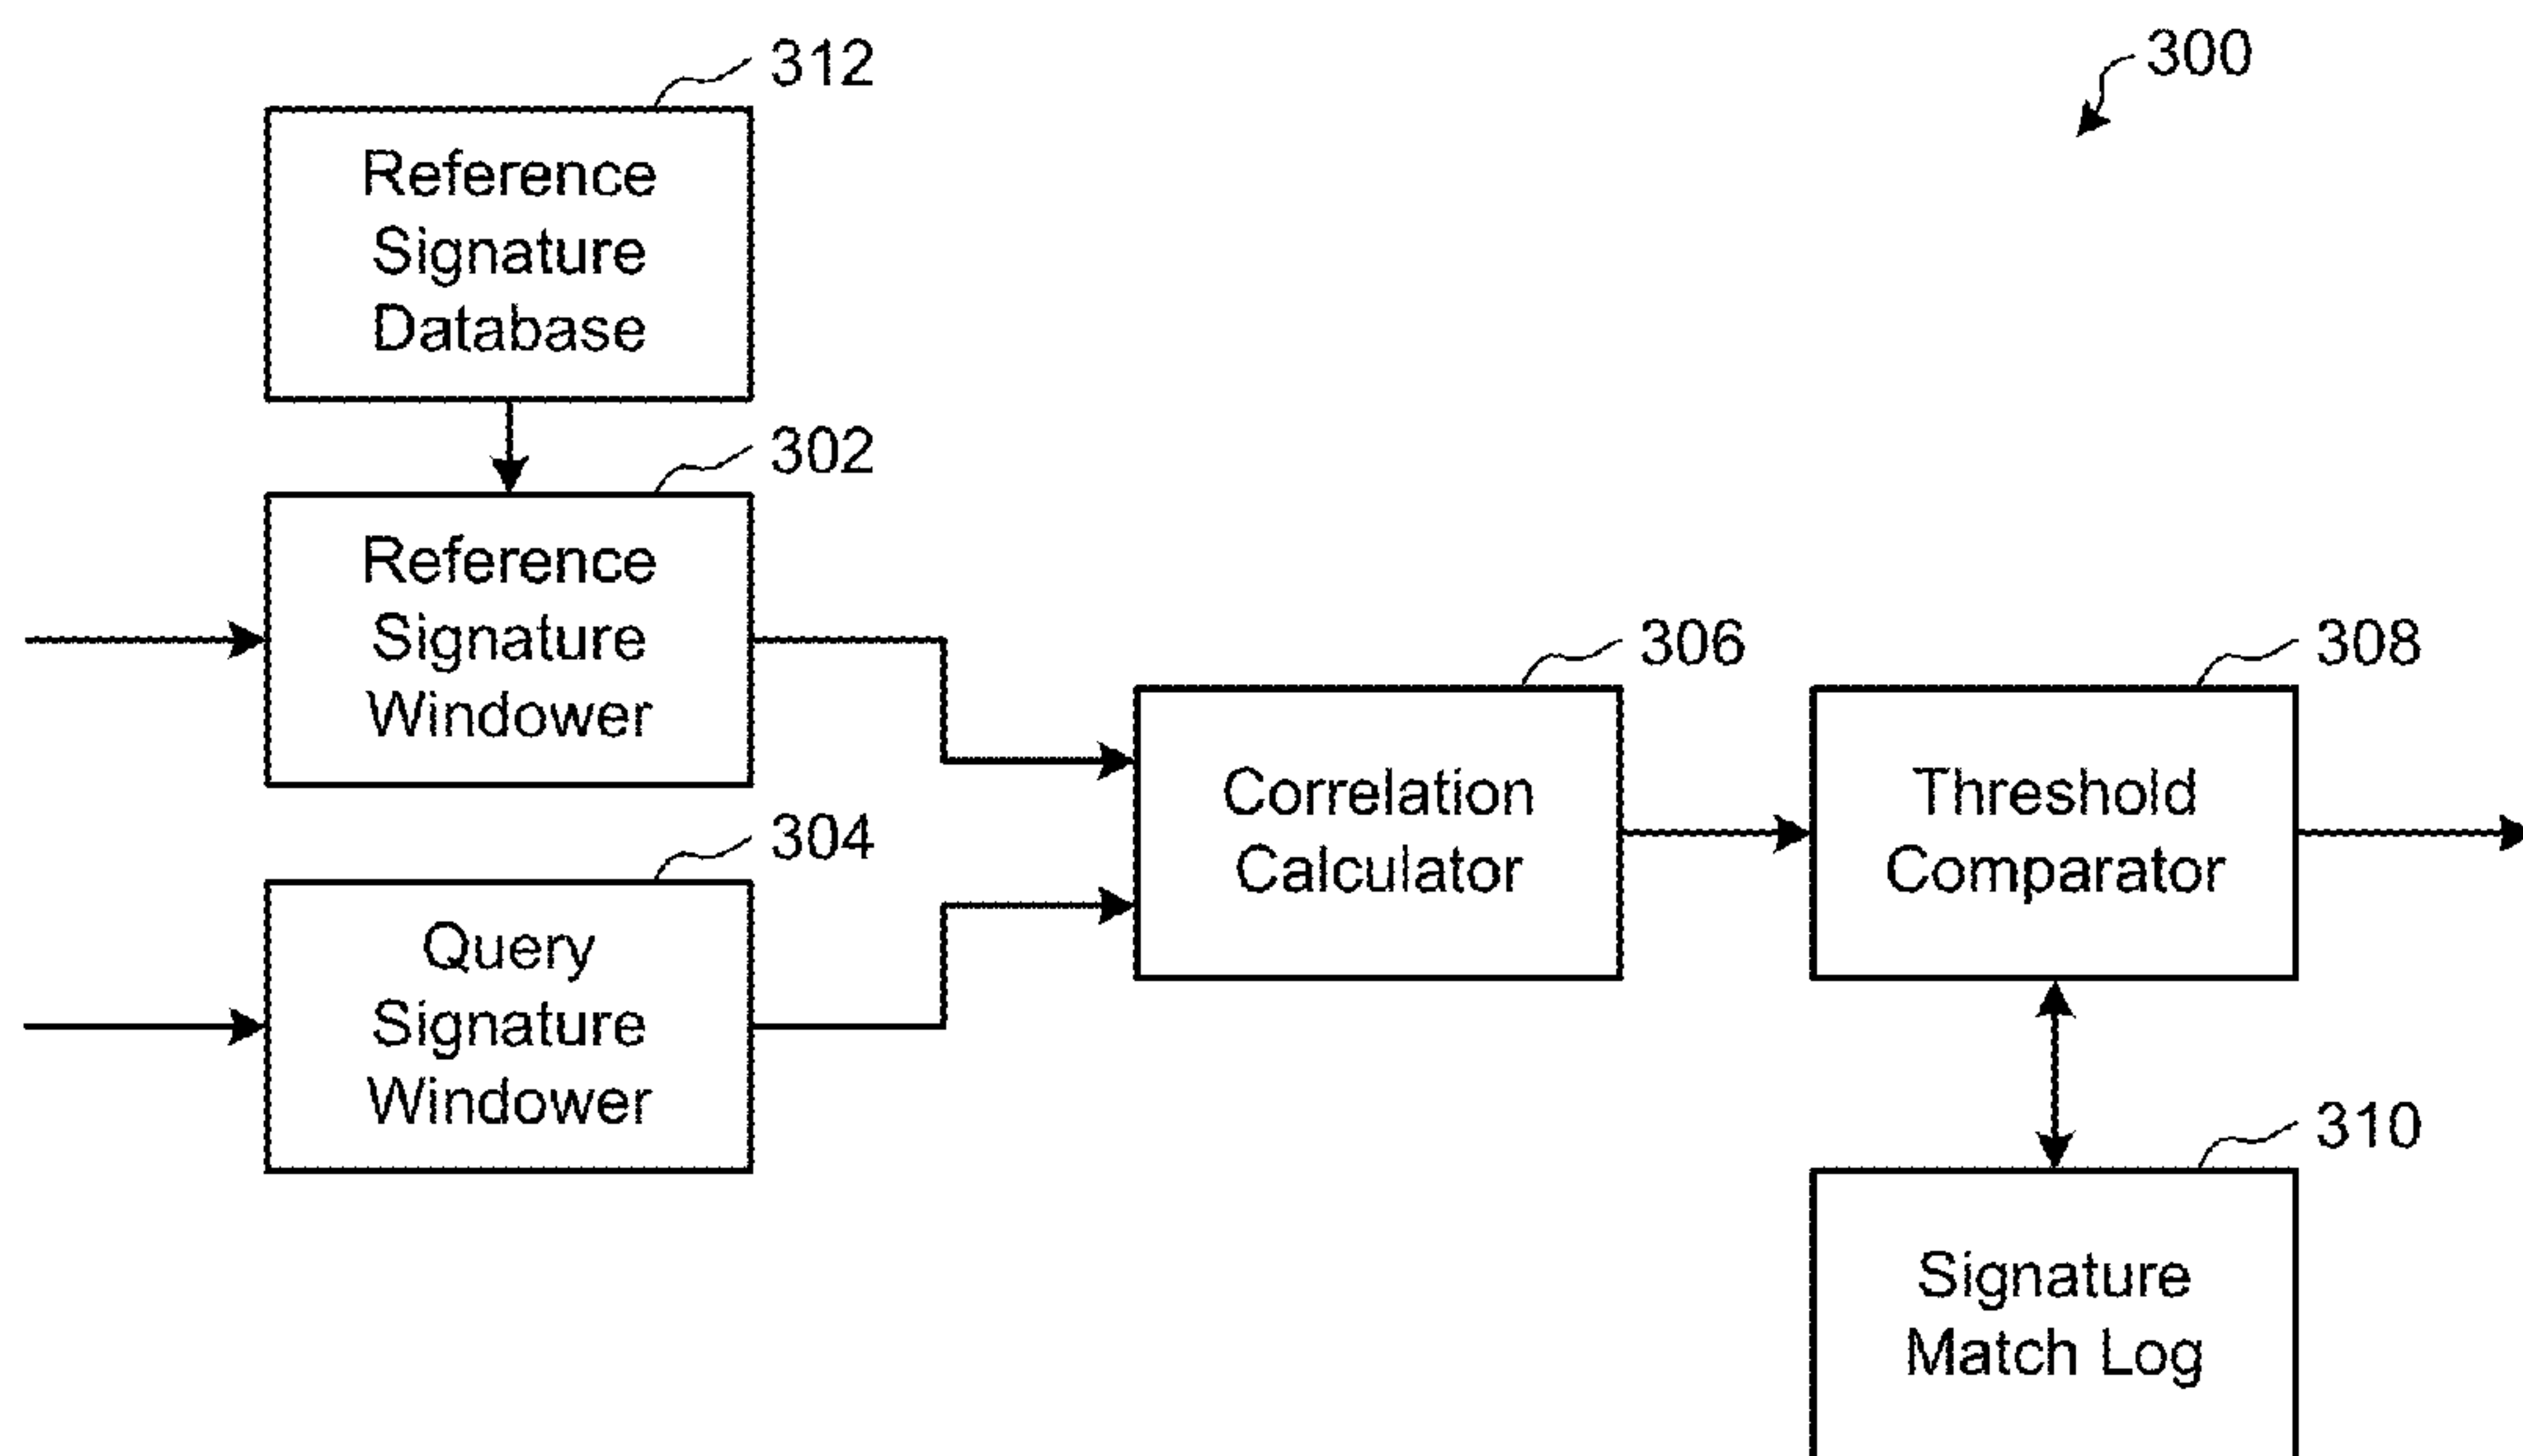 312
300
Reference
Signature
Database
302
Reference
Signature
Windower
306
308
Correlation
Calculator
Threshold
Comparator
304
Query
Signature
Windower
310
Signature
Match Log